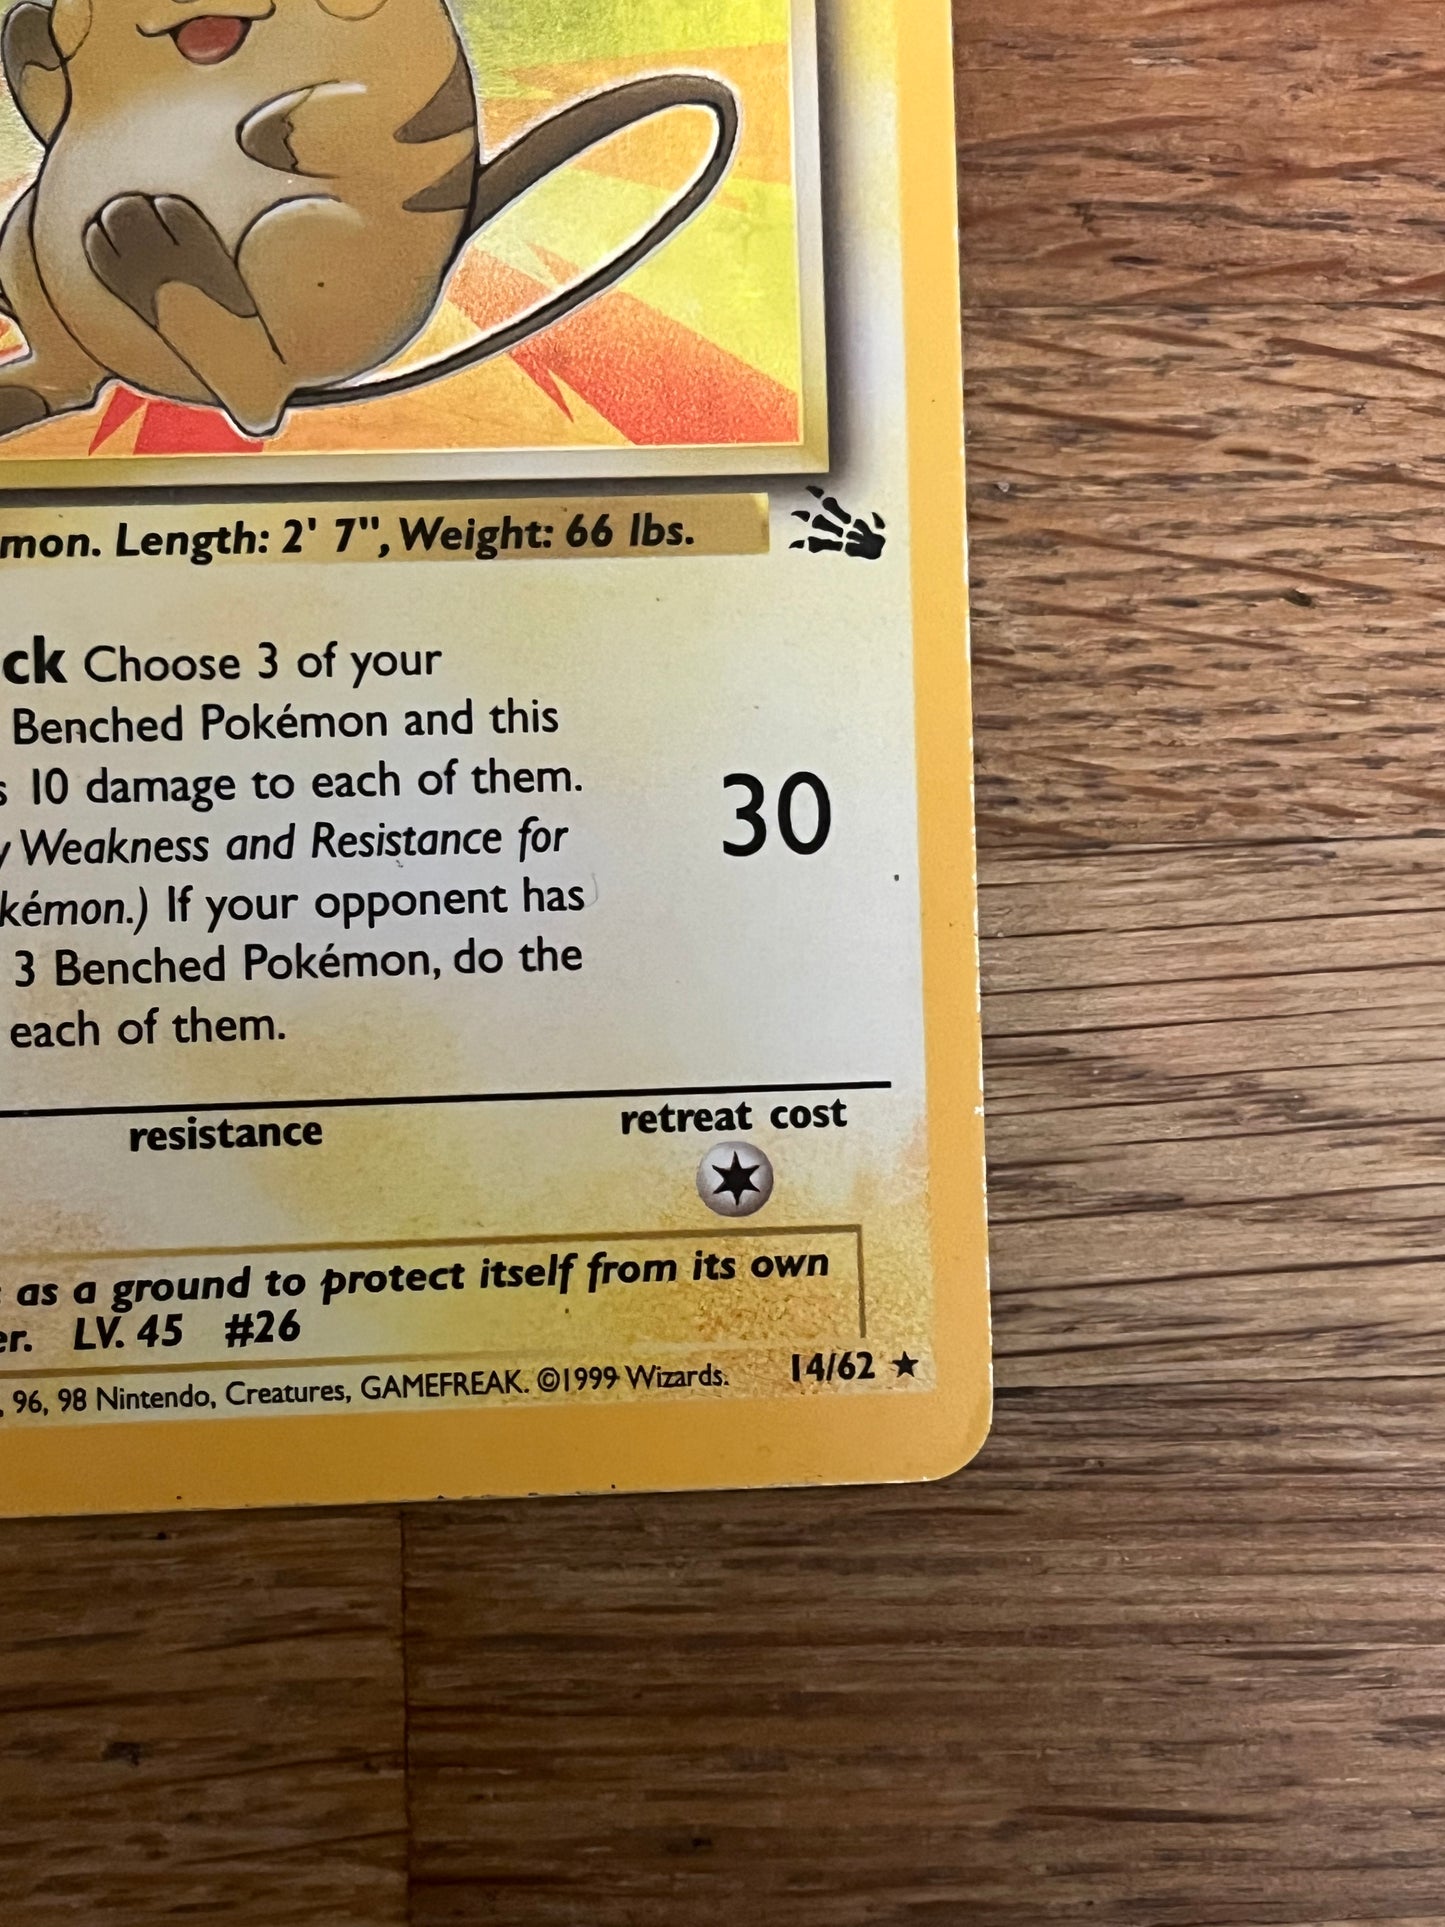 mon. Length: 2' 7", Weight: 66 lbs.
ck Choose 3 of your
Benched Pokémon and this
s 10 damage to each of them.
y Weakness and Resistance for
kémon.) If your opponent has
3 Benched Pokémon, do the
each of them.
30
resistance
retreat cost
as a ground to protect itself from its own
er. LV. 45 #26
, 96, 98 Nintendo, Creatures, GAMEFREAK. ©1999 Wizards.
14/62 ★